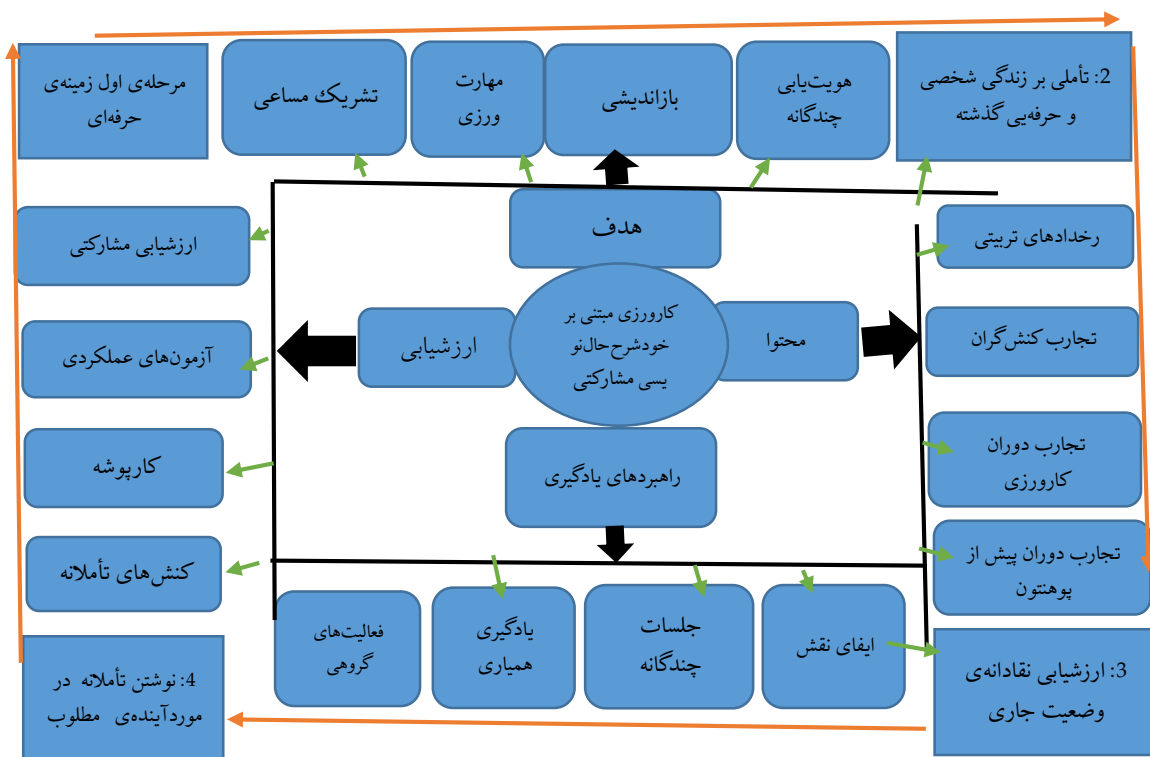 مرحله‌ی اول زمینه‌ی
حرفه‌ای
تشریک مساعی
مهارت
ورزی
بازاندیشی
هویت‌یابی
چندگانه
2: تأملی بر زندگی شخصی
و حرفه‌یی گذشته
هدف
ارزشیابی مشارکتی
رخدادهای تربیتی
کارورزی مبتنی بر
خودشرح‌حال‌نو
یسی مشارکتی
محتوا
ارزشیابی
آزمون‌های عملکردی
تجارب کنش‌گران
راهبردهای یادگیری
کارپوشه
تجارب دوران
کارورزی
کنش‌های تأملانه
تجارب دوران پیش از
پوهنتون
فعالیت‌های
گروهی
یادگیری
همیاری
جلسات
چندگانه
ایفای نقش
3: ارزشیابی نقادانه‌ی
وضعیت جاری
4: نوشتن تأملانه در
موردآینده‌ی مطلوب